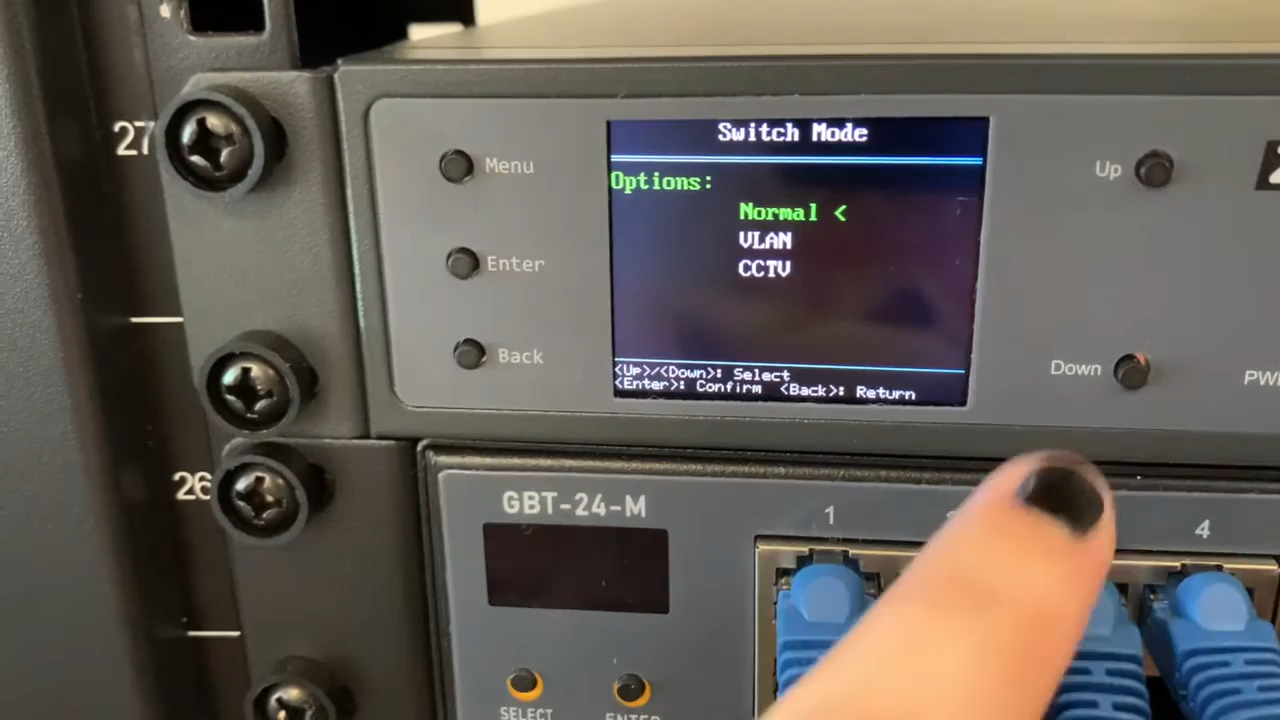 27
Menu
Enter
Back
Switch Mode
Options:
Normal <
VLAN
CCTV
<Up>/<Down>: Select
<Enter>: Confirm <Back>: Return
Up
Down
26
GBT-24-M
1
4
SELECT
ENTER